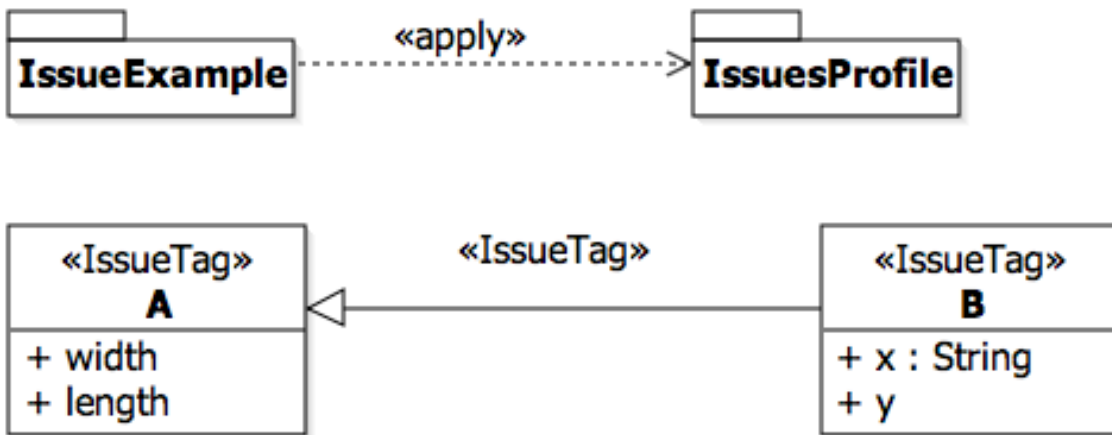 «apply»
IssueExample
IssuesProfile
«IssueTag»
A
+ width
+ length
«IssueTag»
«IssueTag»
B
+ x : String
+ y